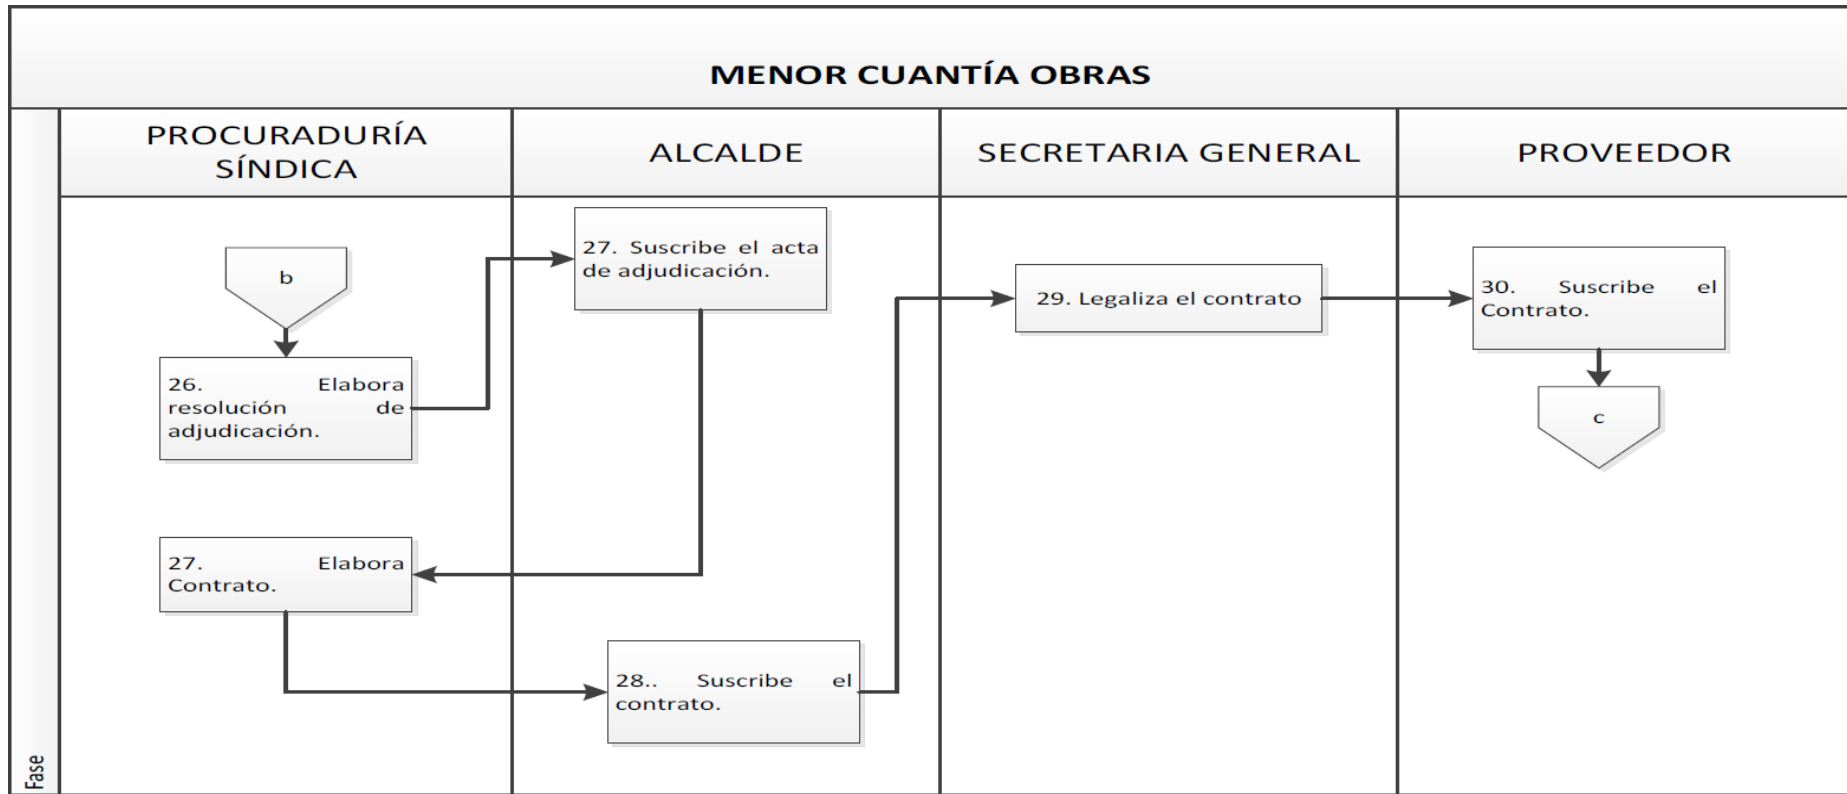 MENOR CUANTÍA OBRAS
PROCURADURÍA
SÍNDICA
ALCALDE
SECRETARIA GENERAL
PROVEEDOR
b
26. Elabora
resolución de
adjudicación.
27. Suscribe el acta
de adjudicación.
27. Elabora
Contrato.
28.. Suscribe el
contrato.
29. Legaliza el contrato
30. Suscribe el
Contrato.
c
Fase